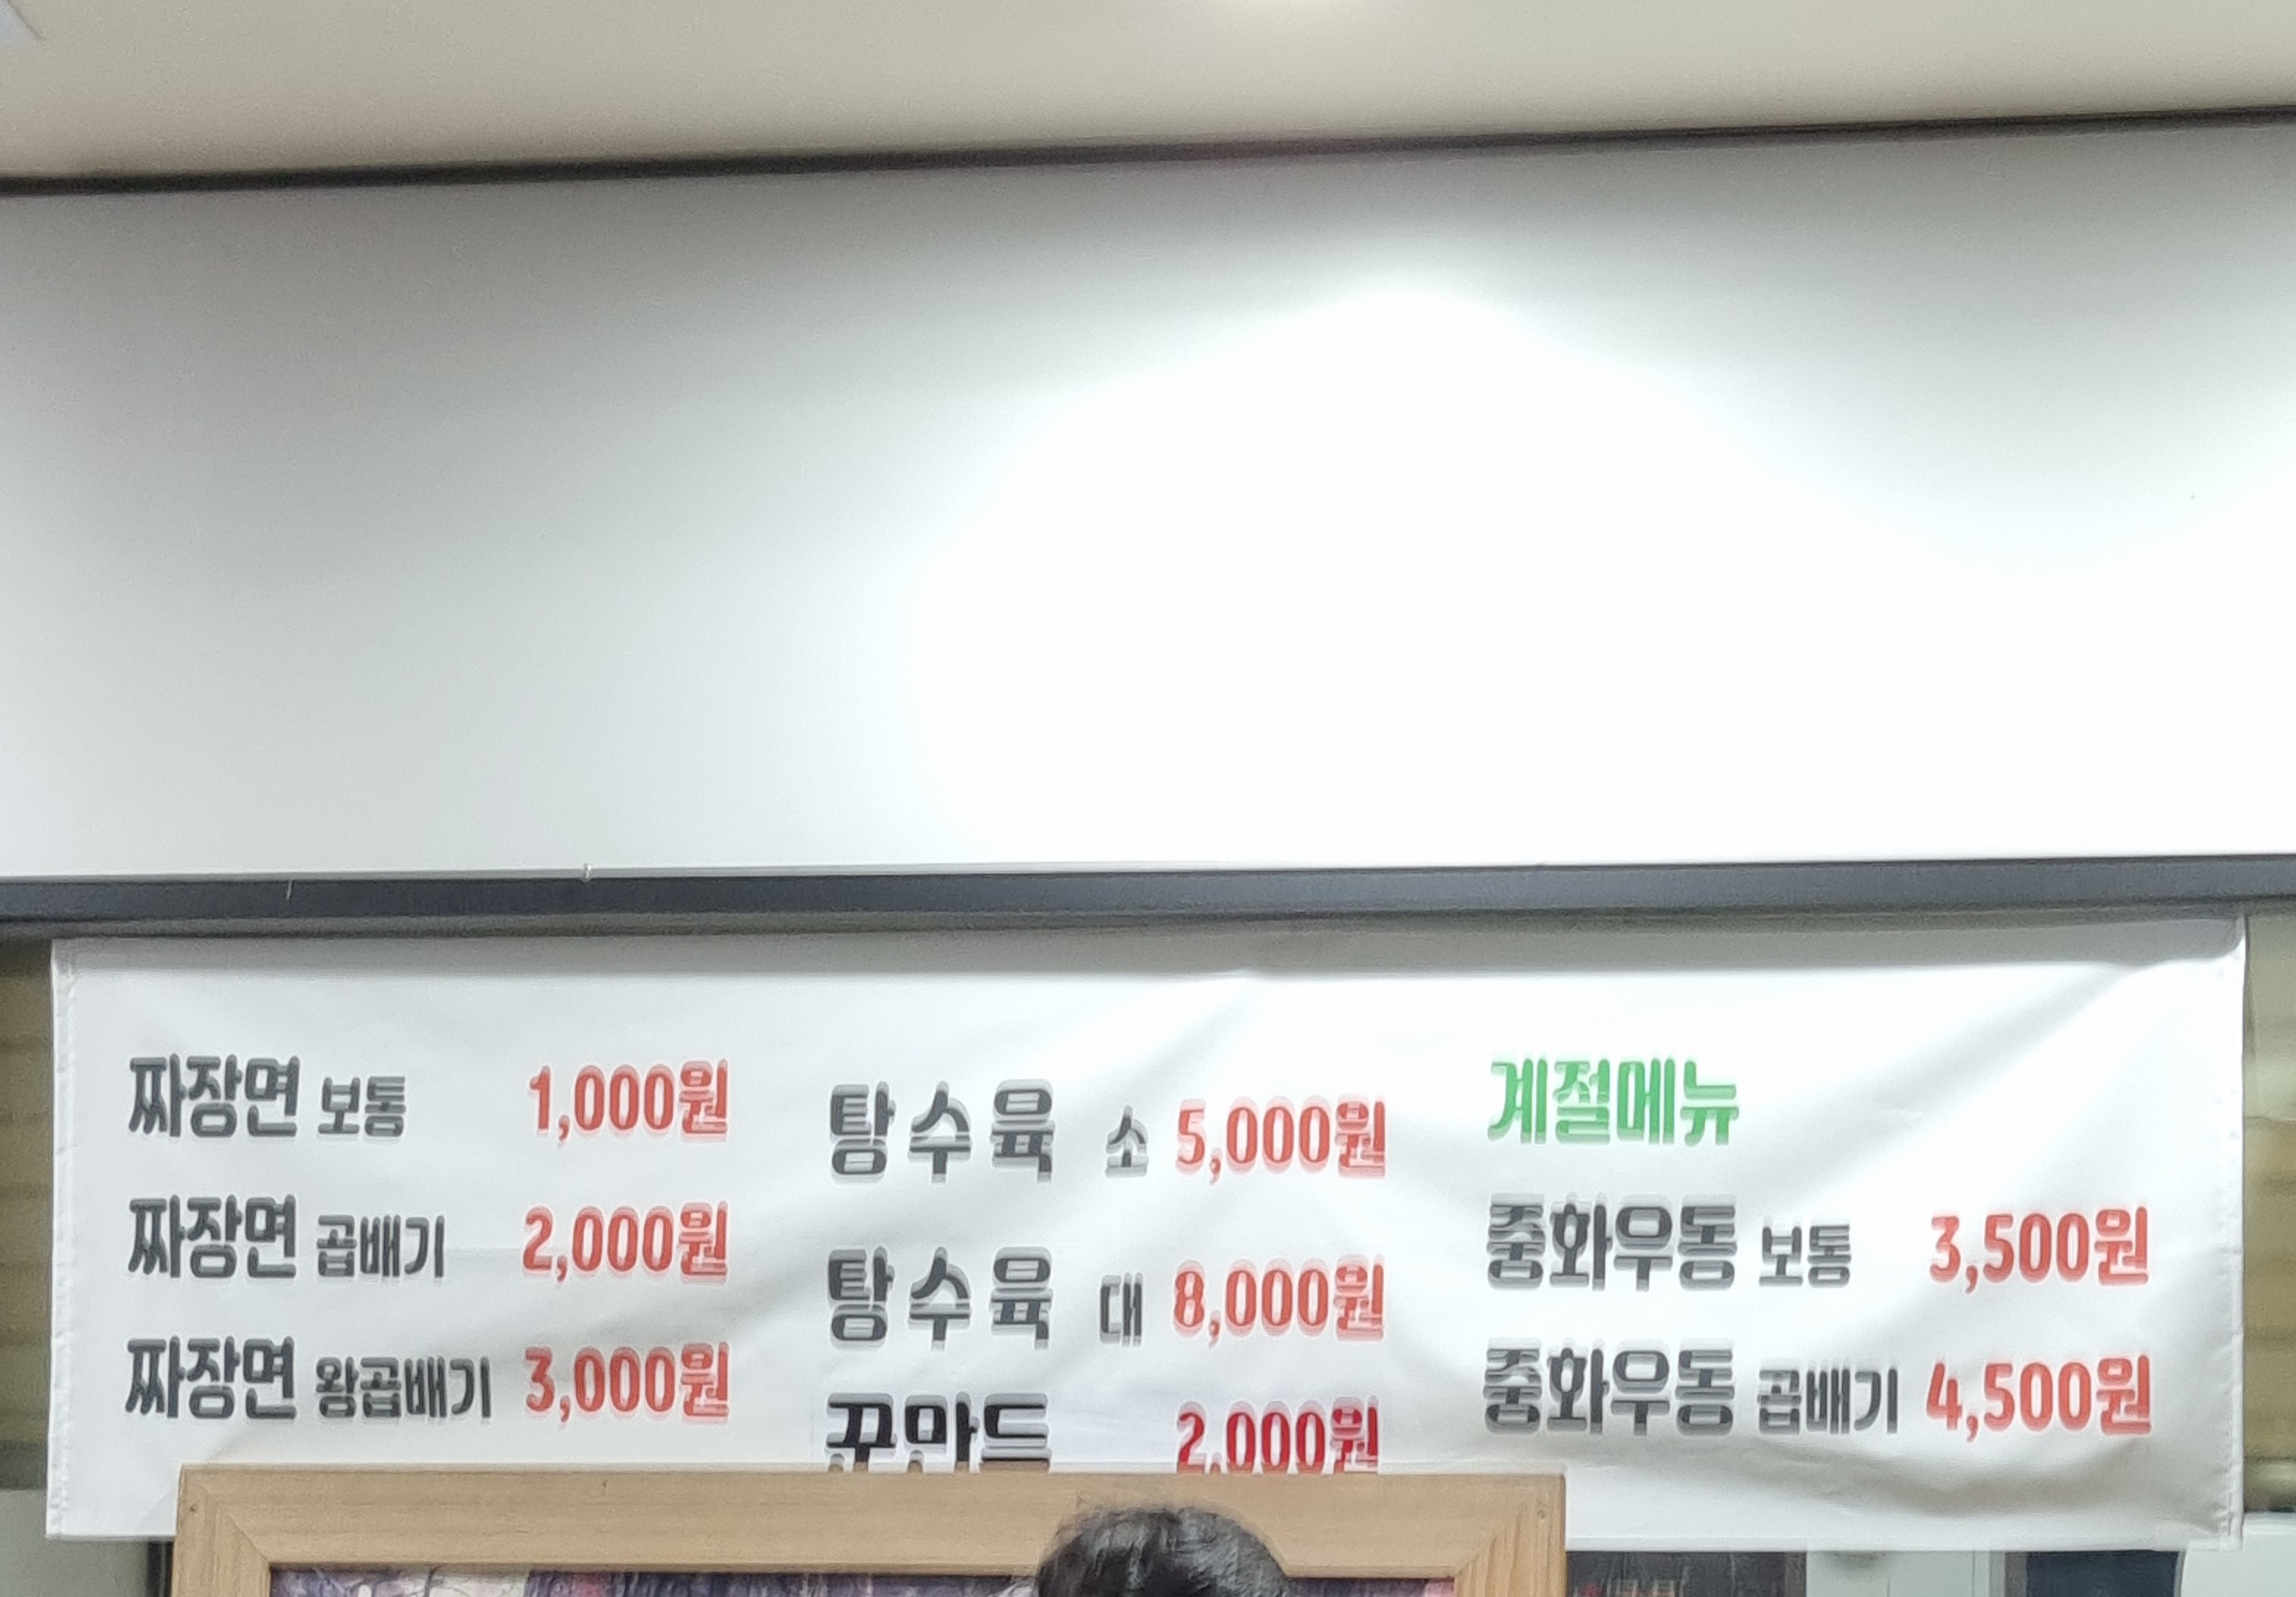 짜장면 보통 1,000원
짜장면 곱배기 2,000원
짜장면 왕곱배기 3,000원
탕수육 소 5,000원
탕수육 대 8,000원
2,000원
계절메뉴
중화우동 보통 3,500원
중화우동 곱배기 4,500원